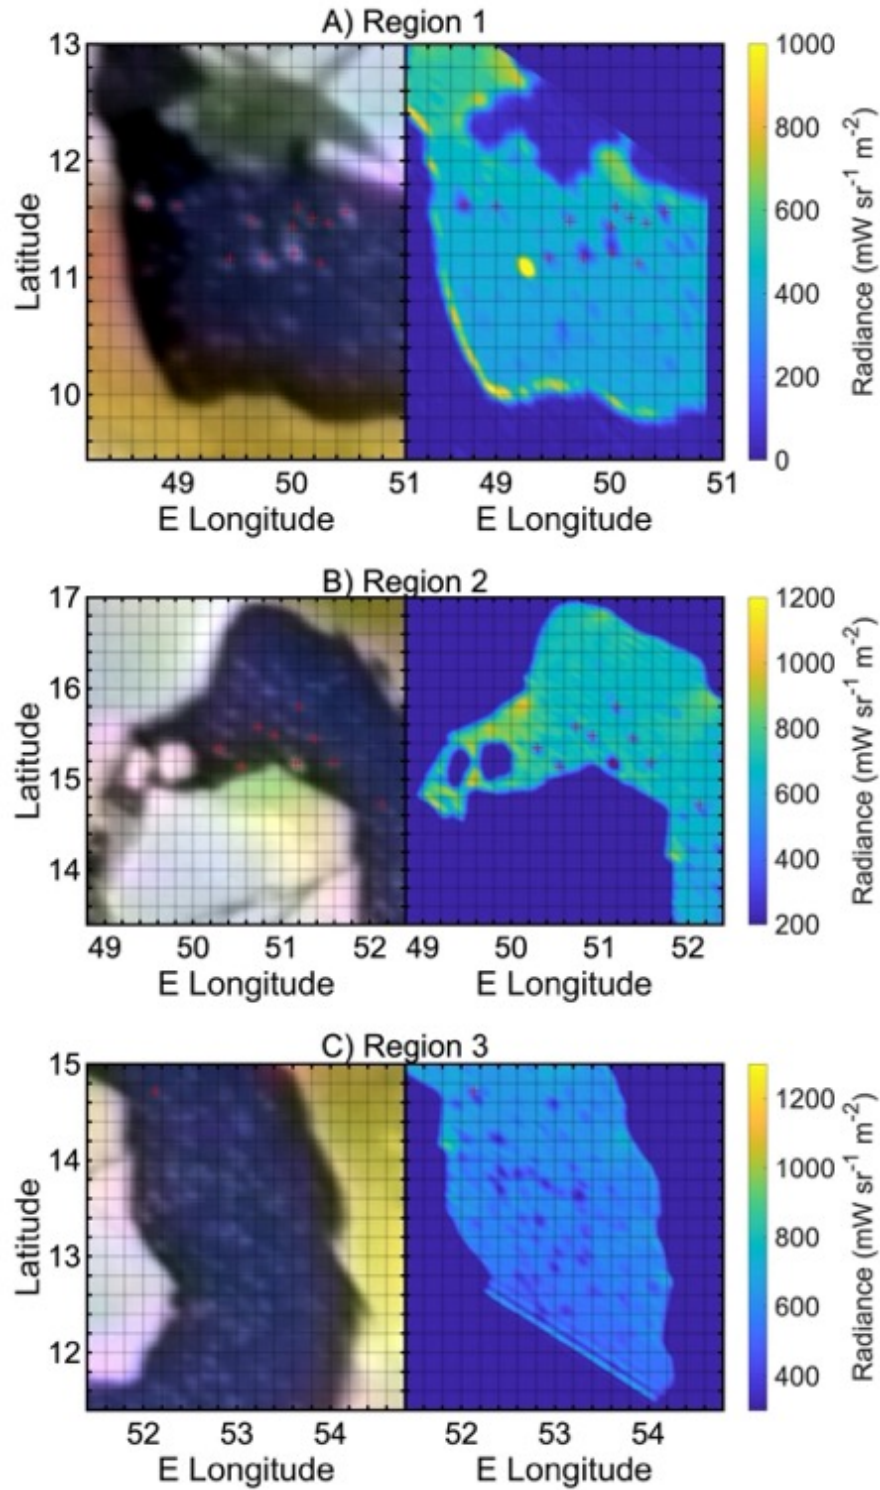 A) Region 1
13
12
11
10
Latitude
49 50 51 49 50 51
E Longitude E Longitude
1000
800
600
400
200
0
Radiance (mW sr-1 m-2)
B) Region 2
17
16
15
14
Latitude
49 50 51 52 49 50 51 52
E Longitude E Longitude
1200
1000
800
600
400
200
Radiance (mW sr-1 m-2)
C) Region 3
15
14
13
12
Latitude
52 53 54 52 53 54
E Longitude E Longitude
1200
1000
800
600
400
Radiance (mW sr-1 m-2)